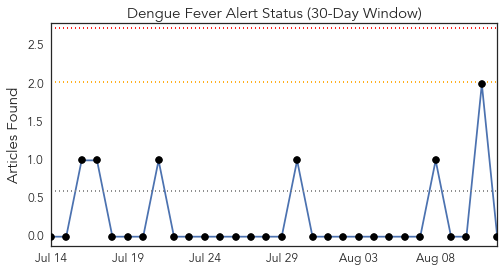 Dengue Fever Alert Status (30-Day Window)
Articles Found
2.5
2.0
1.5
1.0
0.5
0.0
Jul 14 Jul 19 Jul 24 Jul 29 Aug 03 Aug 08